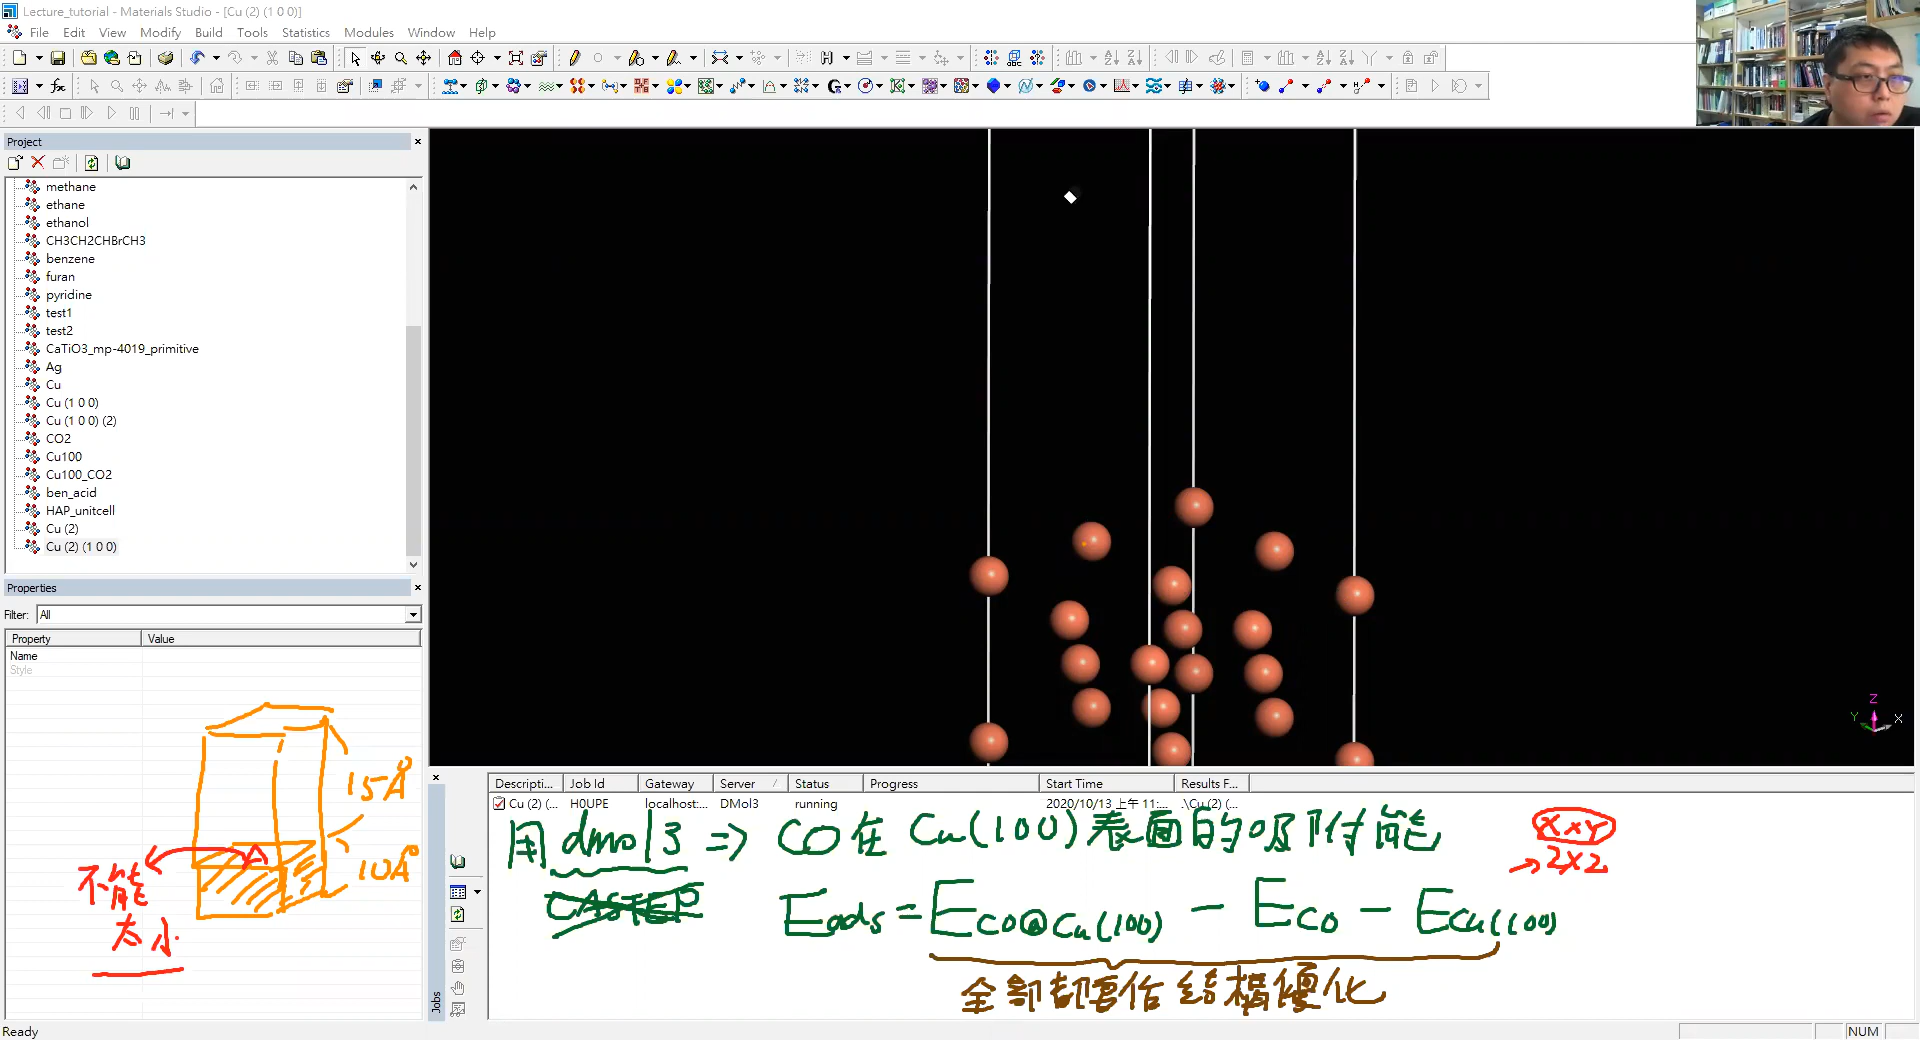 Lecture_tutorial - Materials Studio - [Cu (2) (1 0 0)]
File Edit View Modify Build Tools Statistics Modules Window Help
Project
methane
ethane
ethanol
CH3CH2CHBrCH3
benzene
furan
pyridine
test1
test2
CaTiO3_mp-4019_primitive
Ag
Cu
Cu (1 0 0)
Cu (1 0 0) (2)
CO2
Cu100
Cu100_CO2
ben_acid
HAP_unitcell
Cu (2)
Cu (2) (1 0 0)
Properties
Filter: All
Property Value
Name
Style
15Å
10Å
不能
太小
Z
Y X
Descripti... Job Id Gateway Server Status Progress Start Time Results F...
Cu (2) (... H0UPE localhost:... DMol3 running 2020/10/13 上午 11:... .\Cu (2) (...
用 dmol3 => CO在 Cu(100)表面的吸附能
XxY
→2X2
CASTEP
Eads = ECO@Cu(100) - ECO - ECu(100)
全部都要作結構優化
Jobs
Ready
NUM